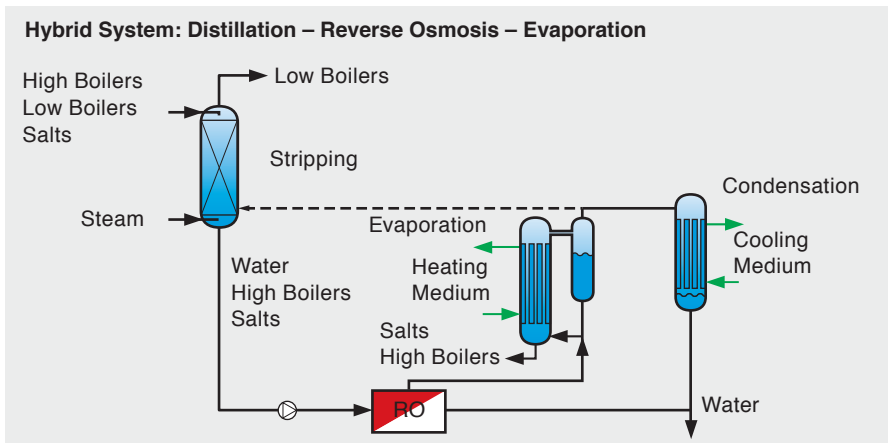 Hybrid System: Distillation – Reverse Osmosis – Evaporation
High Boilers
Low Boilers
Salts
Low Boilers
Stripping
Steam
Water
High Boilers
Salts
Evaporation
Heating
Medium
Salts
High Boilers
Condensation
Cooling
Medium
RO
Water